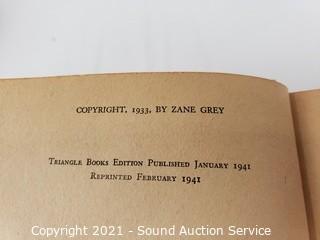 COPYRIGHT, 1933, BY ZANE GREY
TRIANGLE BOOKS EDITION PUBLISHED JANUARY 1941
REPRINTED FEBRUARY 1941
Copyright 2021 - Sound Auction Service